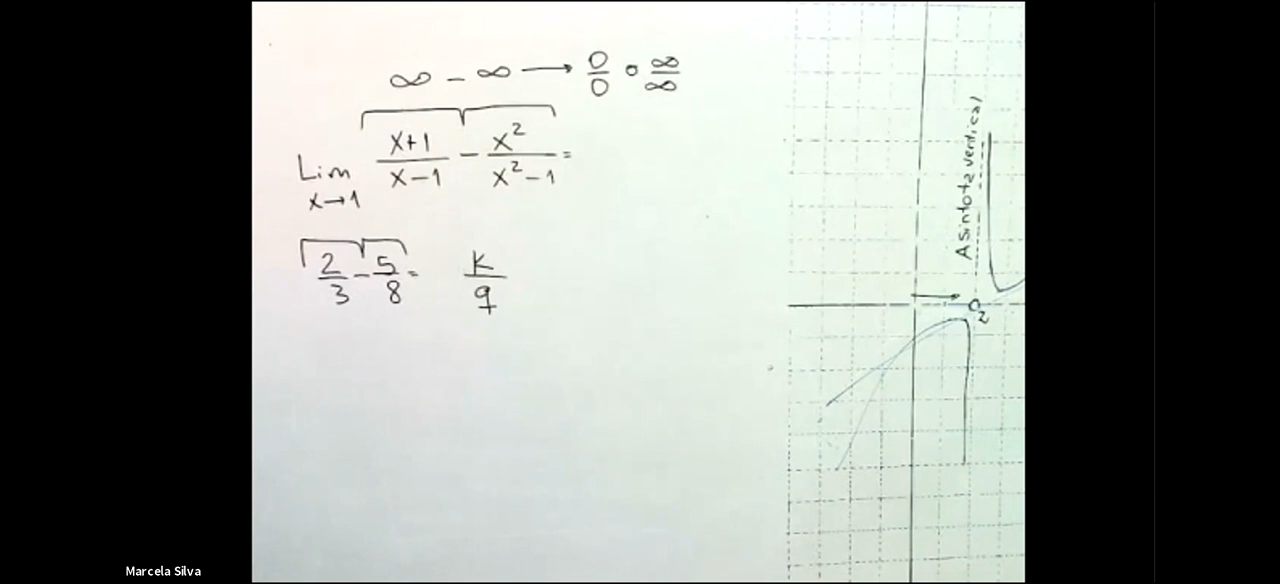 ∞ - ∞ → 0/0 o ∞/∞
Lim x→1 x+1/x-1 - x²/x²-1 =
2/3 - 5/8 = k/q
Asintota vertical
2
Marcela Silva